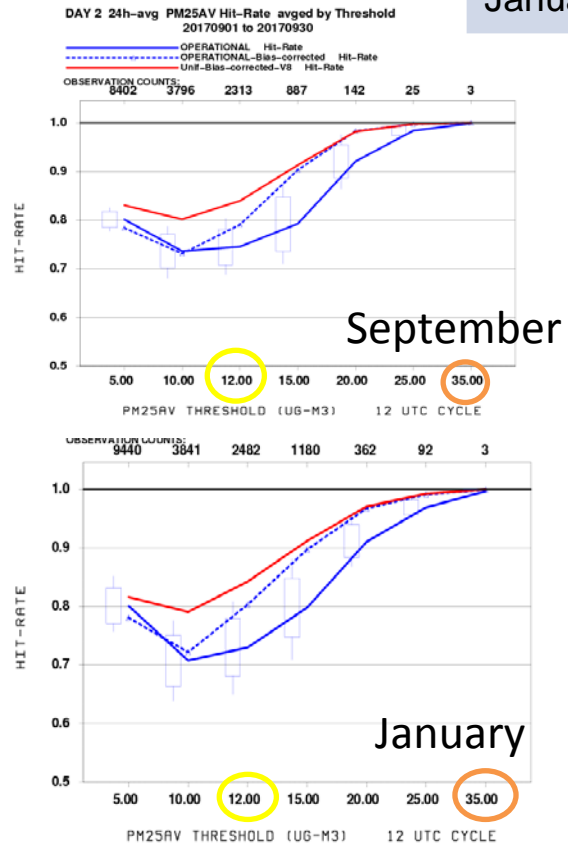 Janua
DAY 2 24h-avg PM25AV Hit-Rate avged by Threshold
20170901 to 20170930
OPERATIONAL Hit-Rate
OPERATIONAL-Bias-corrected Hit-Rate
Unif-Bias-corrected-V8 Hit-Rate
OBSERVATION COUNTS:
8402 3796 2313 887 142 25 3
1.0
0.9
0.8
0.7
0.6
0.5
HIT-RATE
September
5.00 10.00 12.00 15.00 20.00 25.00 35.00
PM25AV THRESHOLD (UG-M3) 12 UTC CYCLE
OBSERVATION COUNTS:
9440 3841 2482 1180 362 92 3
1.0
0.9
0.8
0.7
0.6
0.5
HIT-RATE
January
5.00 10.00 12.00 15.00 20.00 25.00 35.00
PM25AV THRESHOLD (UG-M3) 12 UTC CYCLE